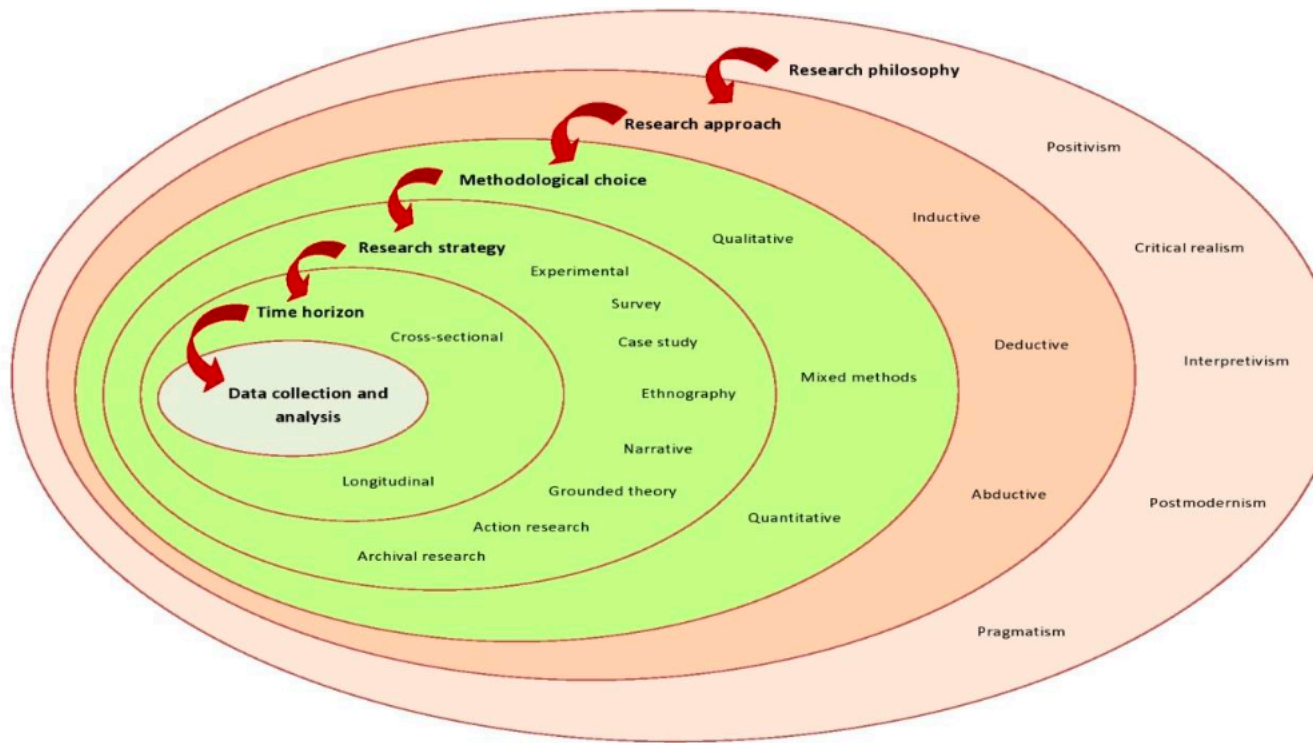 Research philosophy
Research approach
Positivism
Methodological choice
Inductive
Qualitative
Research strategy
Critical realism
Experimental
Survey
Time horizon
Cross-sectional
Case study
Deductive
Interpretivism
Mixed methods
Data collection and
analysis
Ethnography
Narrative
Longitudinal
Grounded theory
Abductive
Postmodernism
Quantitative
Action research
Archival research
Pragmatism